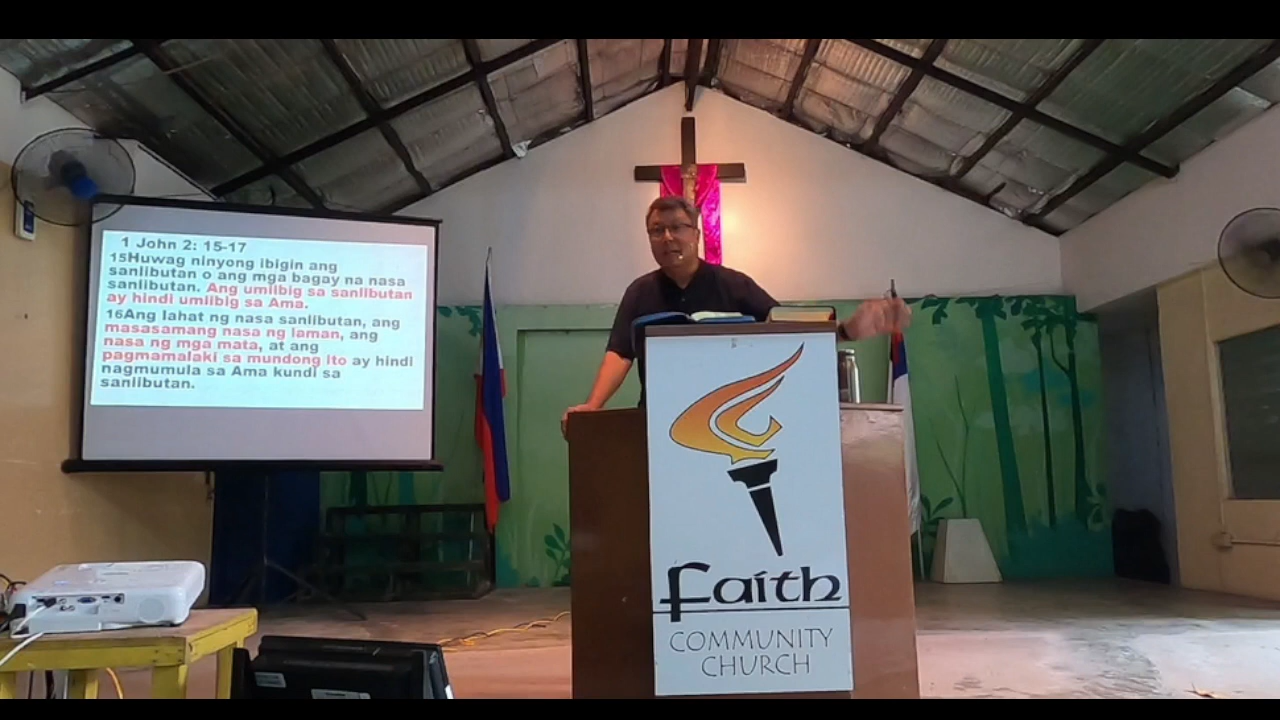 1 John 2: 15-17
15Huwag ninyong ibigin ang
sanlibutan o ang mga bagay na nasa
sanlibutan. Ang umiibig sa sanlibutan
ay hindi umiibig sa Ama.
16Ang lahat ng nasa sanlibutan, ang
masasamang nasa ng laman, ang
nasa ng mga mata, at ang
pagmamalaki sa mundong ito ay hindi
nagmumula sa Ama kundi sa
sanlibutan.
Faith
COMMUNITY
CHURCH